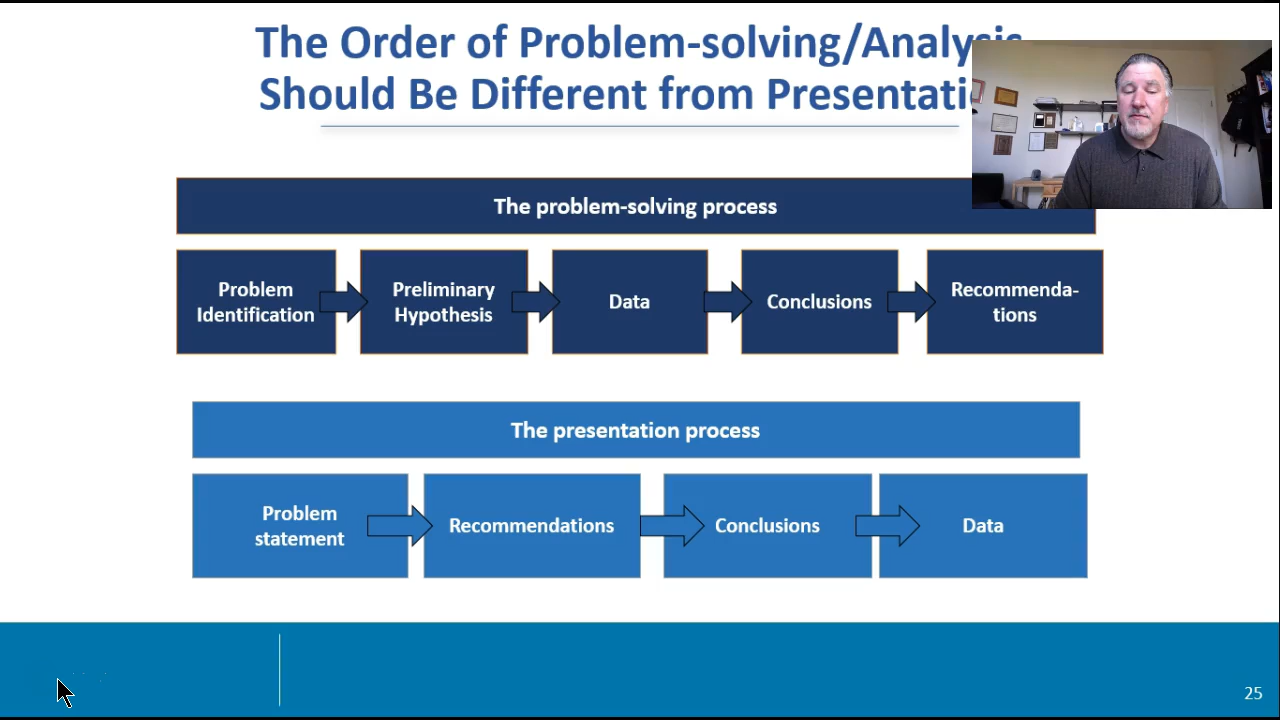 The Order of Problem-solving/Analysis
Should Be Different from Presentati
The problem-solving process
Problem
Identification
Preliminary
Hypothesis
Data
Conclusions
Recommenda-
tions
The presentation process
Problem
statement
Recommendations
Conclusions
Data
25